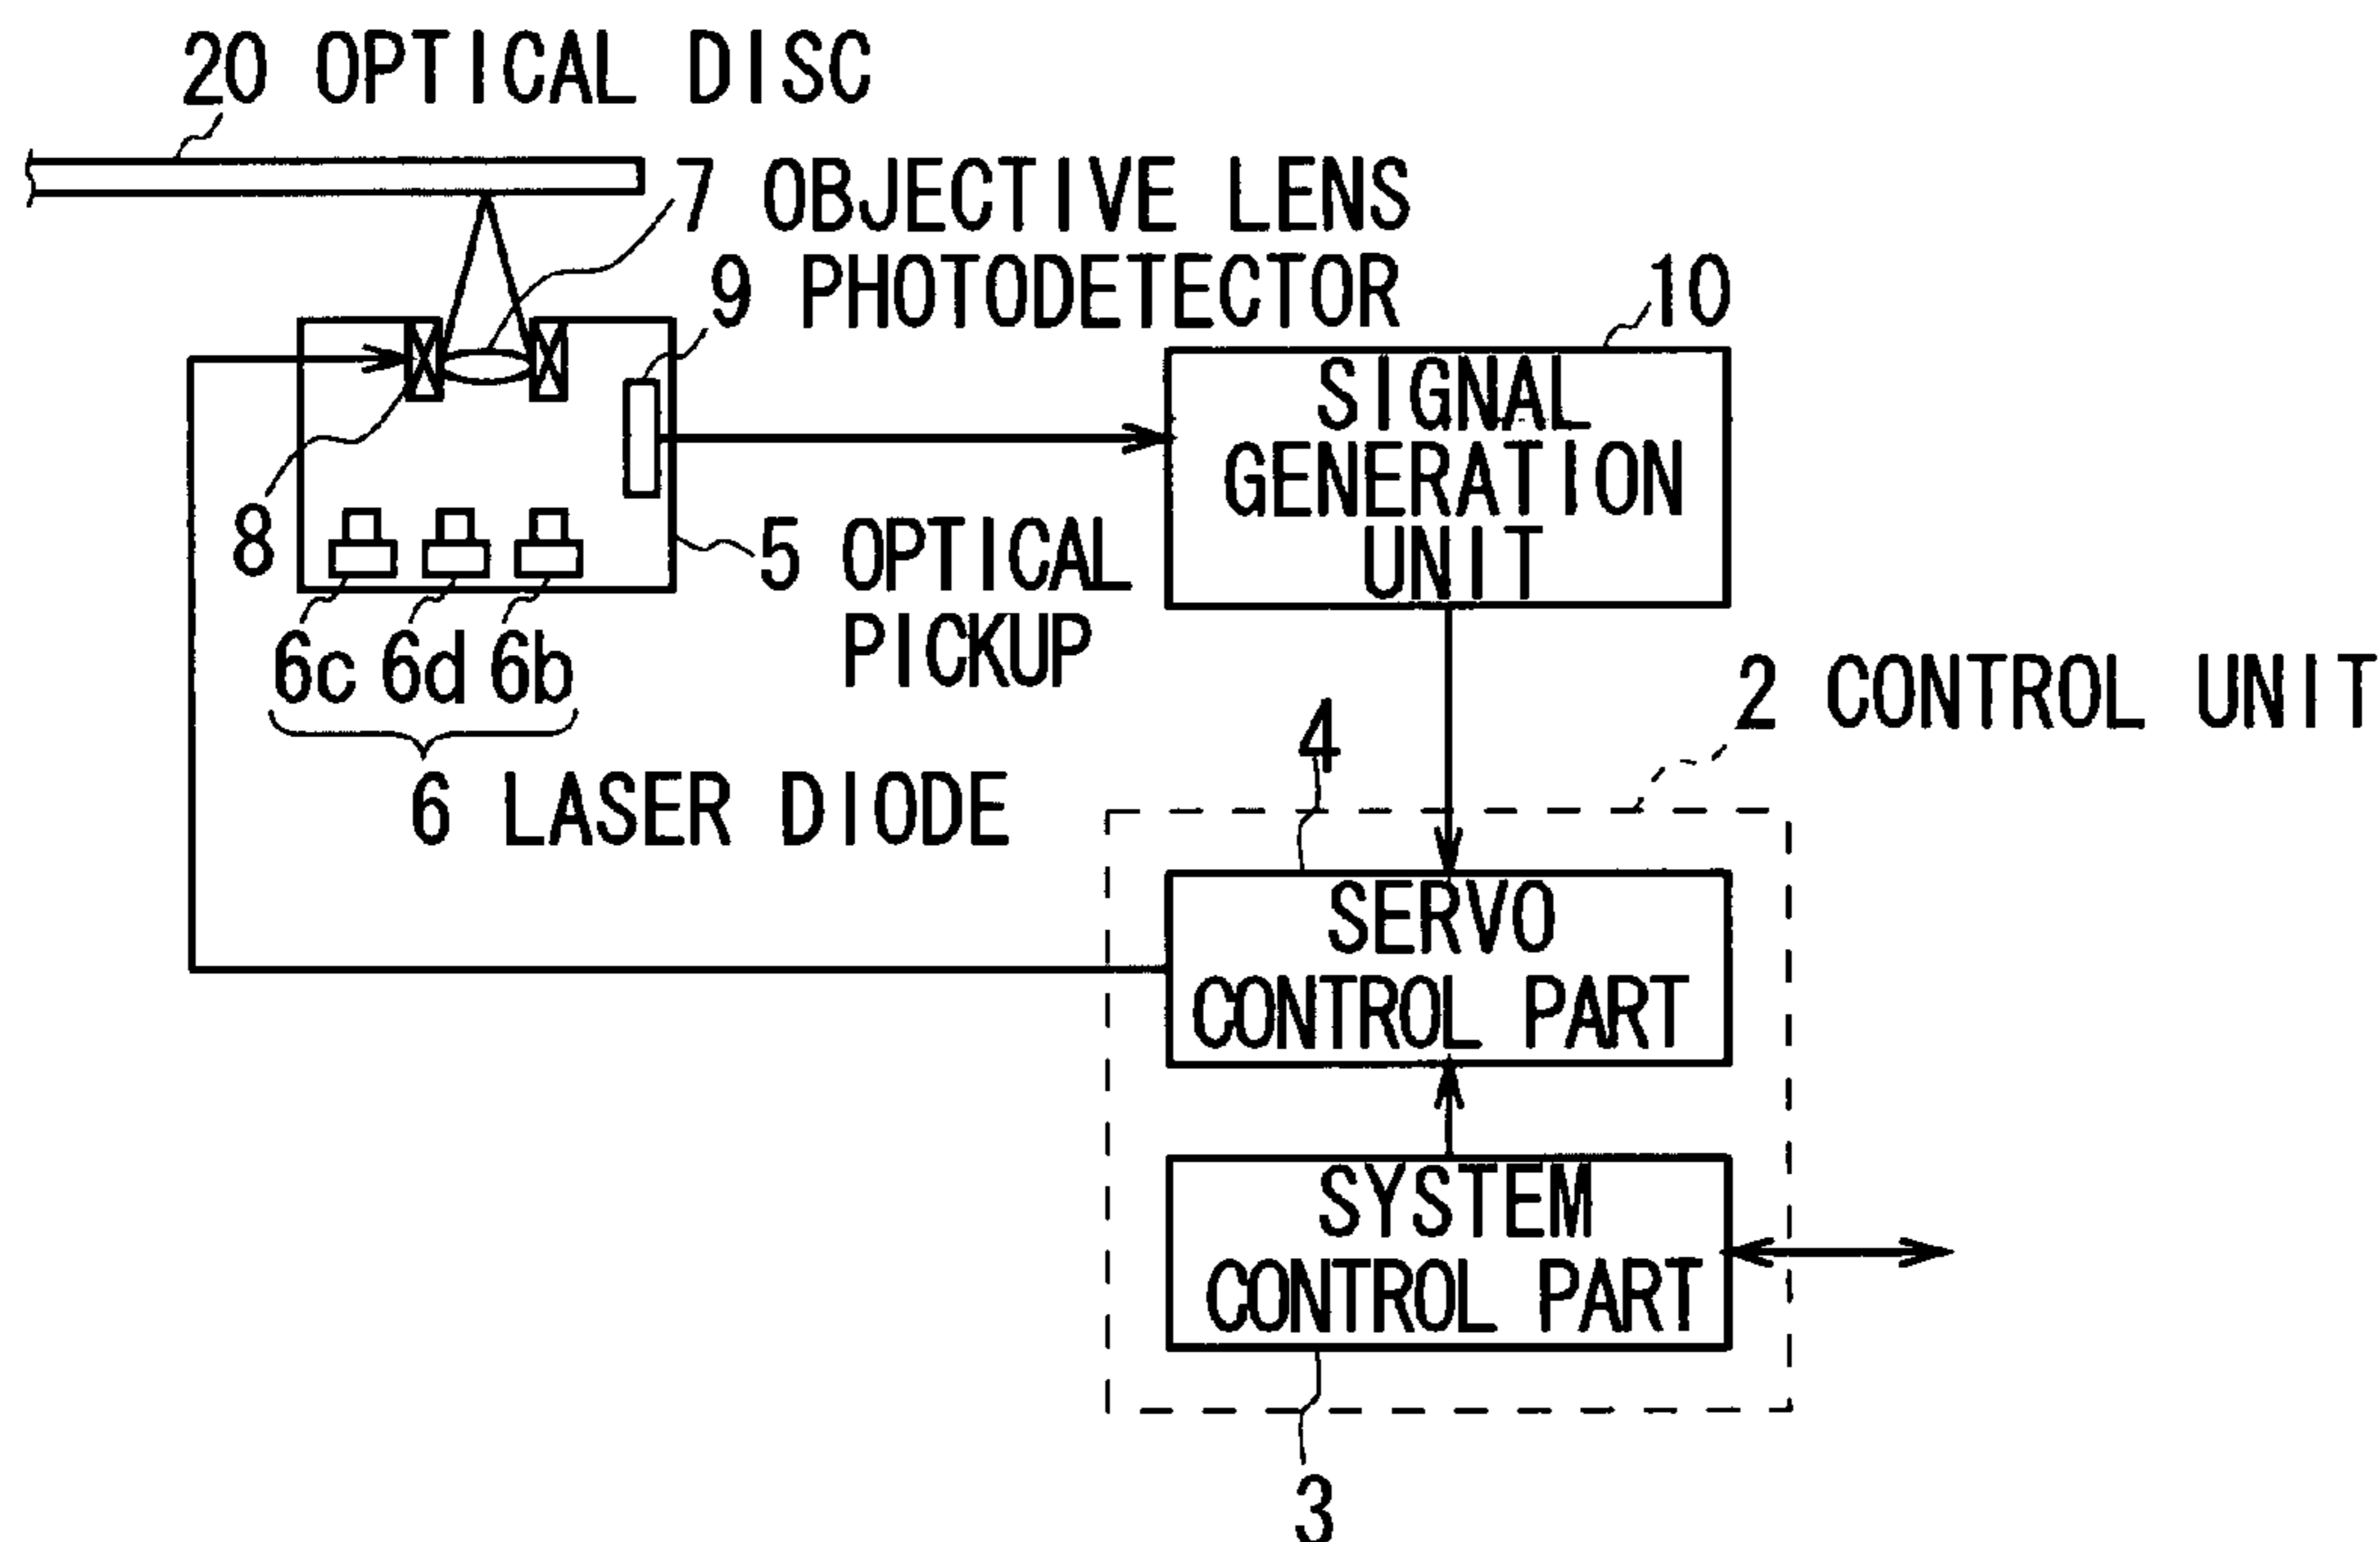 20 OPTICAL DISC
7 OBJECTIVE LENS
9 PHOTODETECTOR
10
SIGNAL
GENERATION
UNIT
8
5 OPTICAL
PICKUP
6c 6d 6b
6 LASER DIODE
2 CONTROL UNIT
4
SERVO
CONTROL PART
SYSTEM
CONTROL PART
3